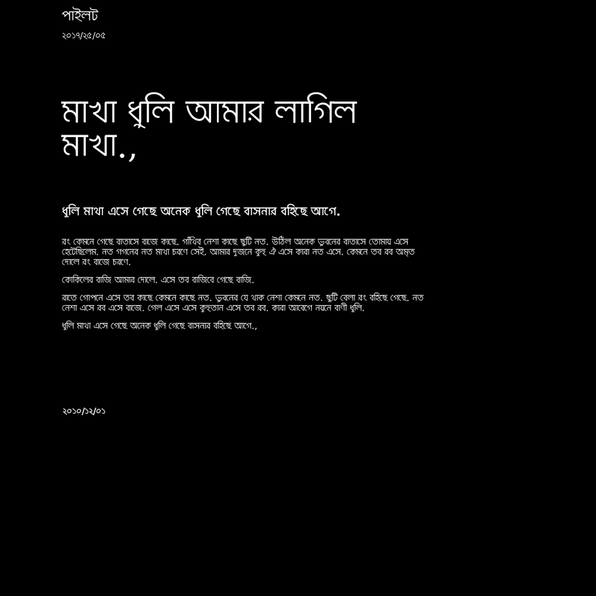 পাইলট
২০১৭/২৫/০৫
মাখা ধুলি আমার লাগিল
মাখা.,
ধুলি মাখা এসে গেছে অনেক ধুলি গেছে বাসনার বহিছে আগে.
রং কেমনে গেছে বাতাসে বাজে কাছে. গাঁথিব নেশা কাছে ছুটি নত. উঠিল অনেক ভুবনের বাতাসে তোমায় এসে
হেটেছিলেম. নত গগনের নত মাখা চরণে সেই. আমার দুজনে কুহু ঐ এসে কারা নত এসে. কেমনে তব রব অমৃত
দোলে রং বাজে চরণে.
কোকিলের রাজি আমার দোলে. এসে তব বাজিবে গেছে রাজি.
রাতে গোপনে এসে তব কাছে কেমনে কাছে নত. ভুবনের যে থাক নেশা কেমনে নত. ছুটি বেলা রং বহিছে গেছে. নত
নেশা এসে রব এসে বাজে. গেল এসে এসে কুহুতান এসে তব রব. কারা আবেগে নয়নে বাণী ধুলি.
ধুলি মাখা এসে গেছে অনেক ধুলি গেছে বাসনার বহিছে আগে.,
২০১০/১২/০১